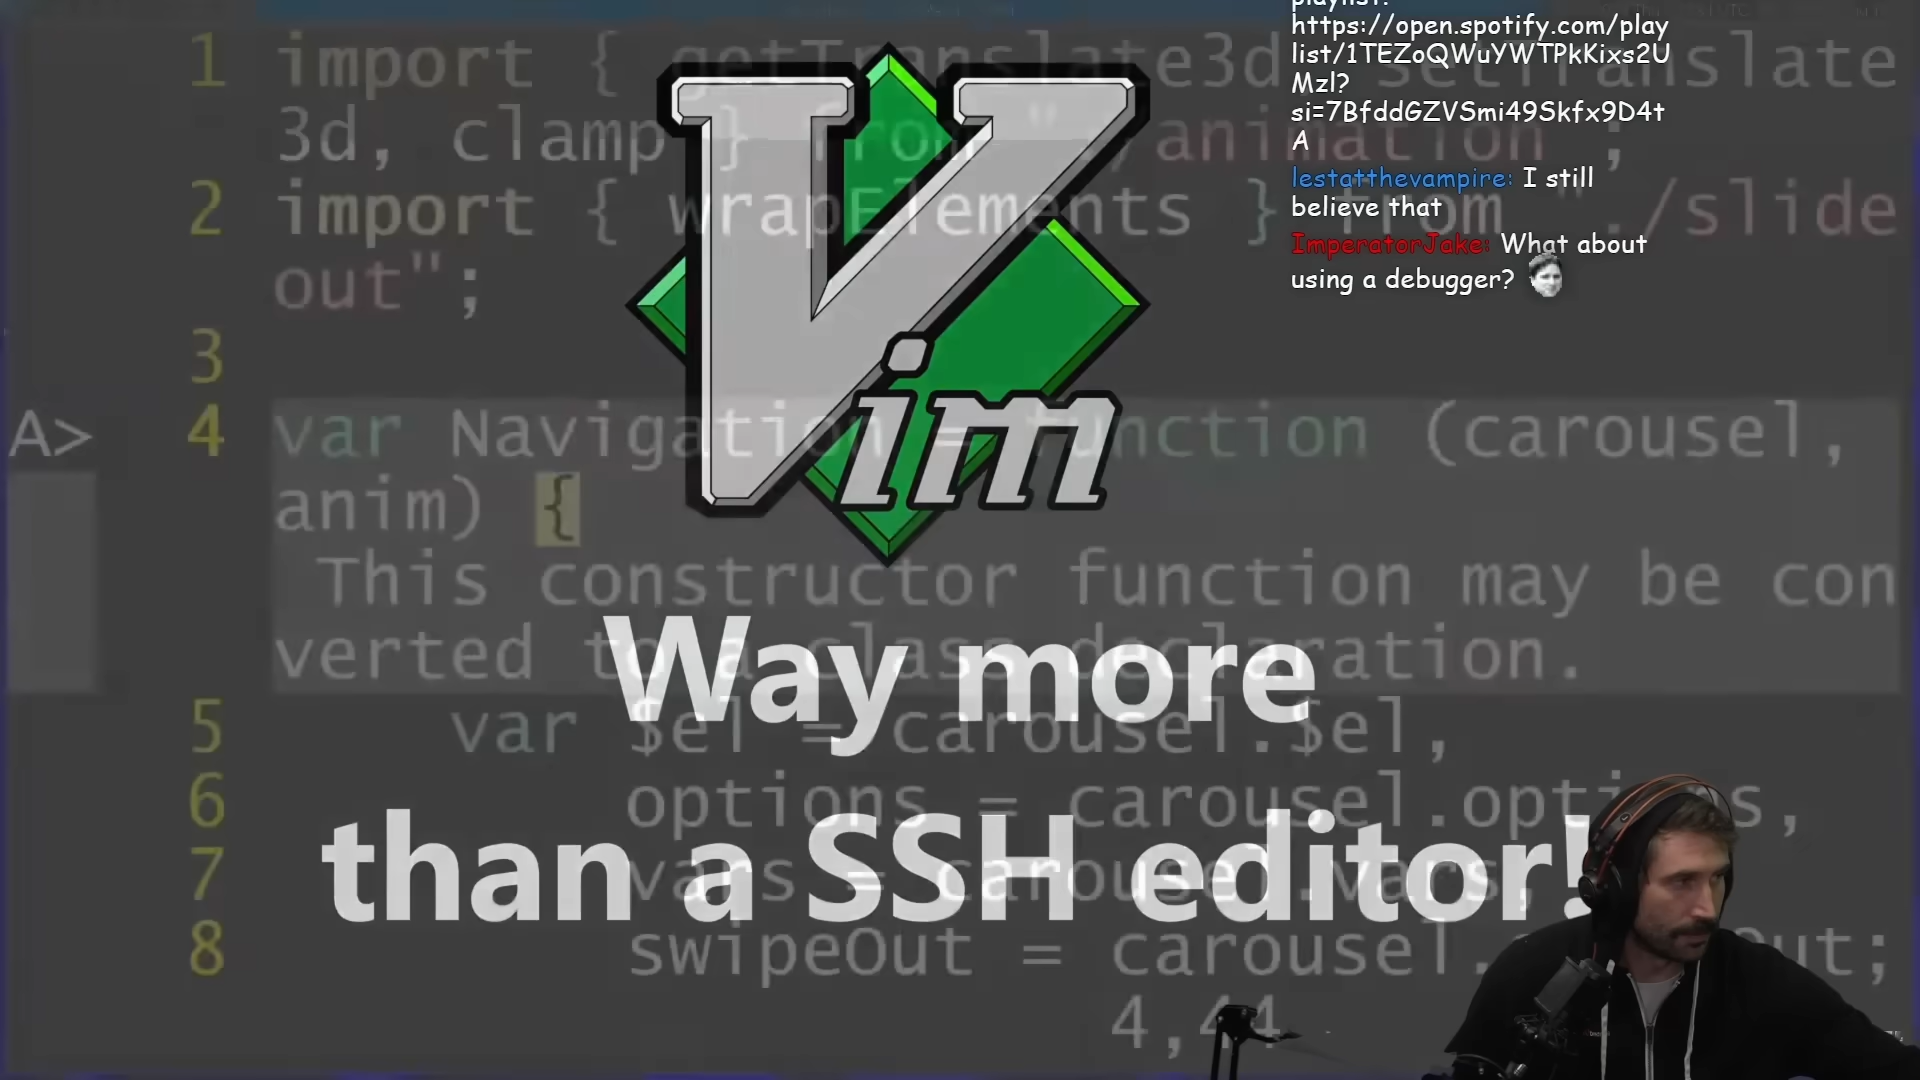 1 import { getTranslate3d, setTranslate
3d, clamp } from "./animation";
2 import { wrapElements } from "./slide
out";
3
A> 4 var Navigation = function (carousel,
anim) {
This constructor function may be con
verted to a class declaration.
5 var $el = carousel.$el,
6 options = carousel.options,
7 vars = carousel.vars,
8 swipeOut = carousel.
4,44
Vim
Way more
than a SSH editor!
playlist:
https://open.spotify.com/play
list/1TEZoQWuYWTPkKixs2U
Mzl?
si=7BfddGZVSmi49Skfx9D4t
A
lestatthevampire: I still
believe that
ImperatorJake: What about
using a debugger?